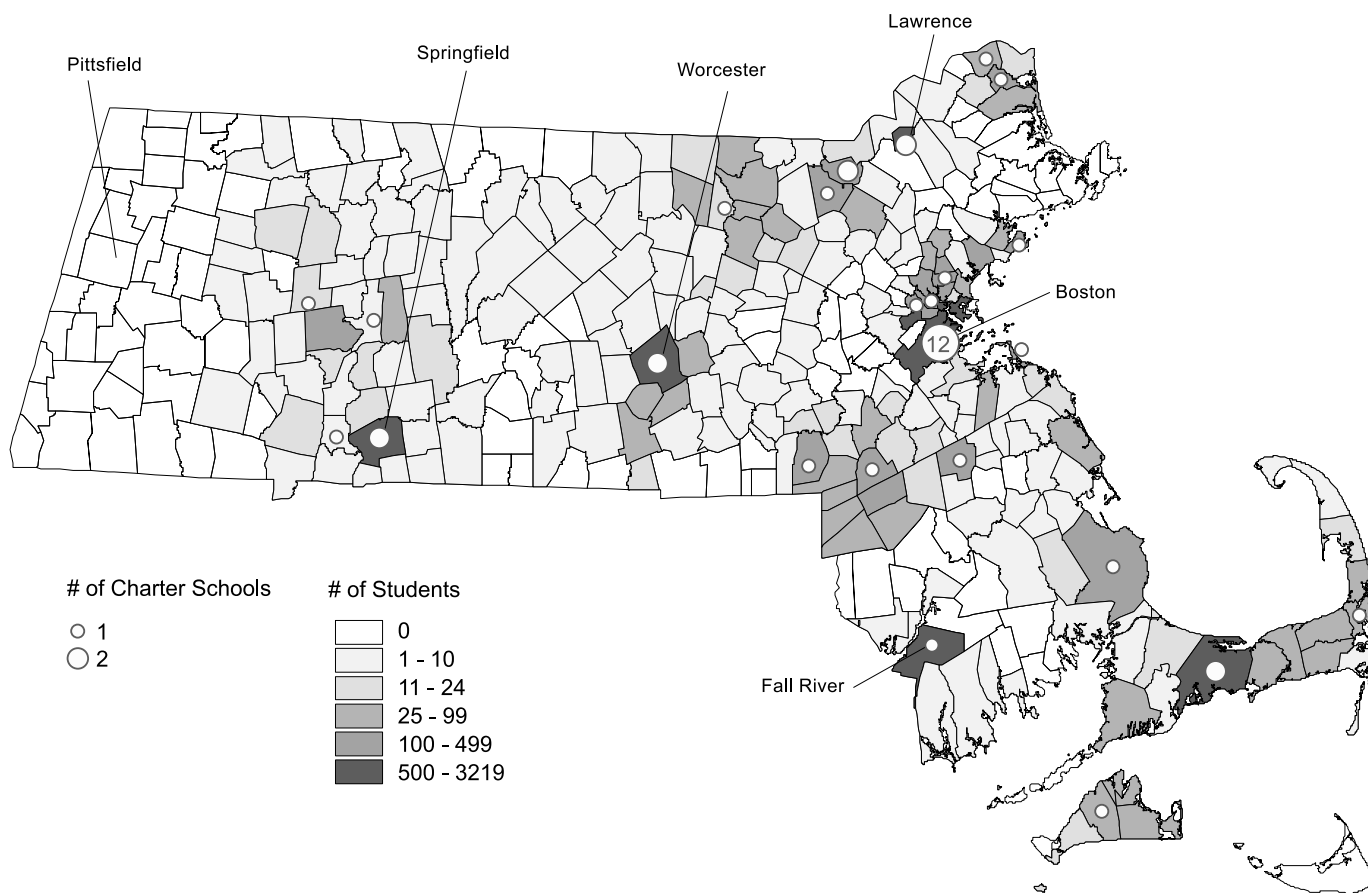 Lawrence
Springfield
Pittsfield
Worcester
Boston
12
# of Charter Schools
1
2
# of Students
0
1 - 10
11 - 24
25 - 99
100 - 499
500 - 3219
Fall River